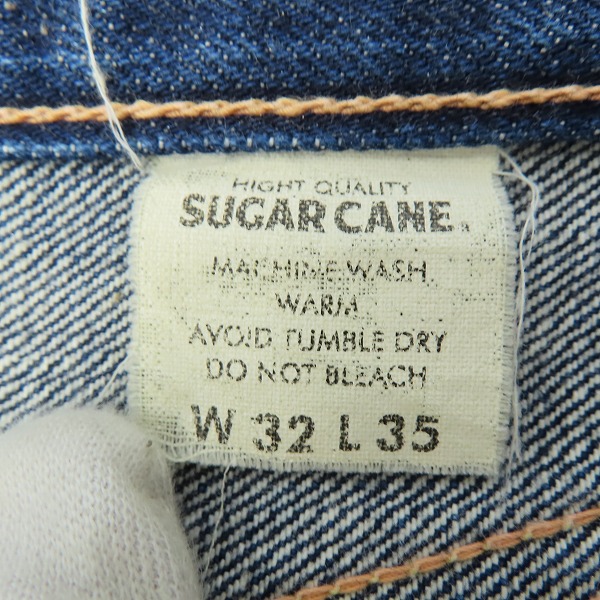 HIGHT QUALITY
SUGAR CANE.
MACHINE WASH
WARM
AVOID TUMBLE DRY
DO NOT BLEACH
W 32 L 35